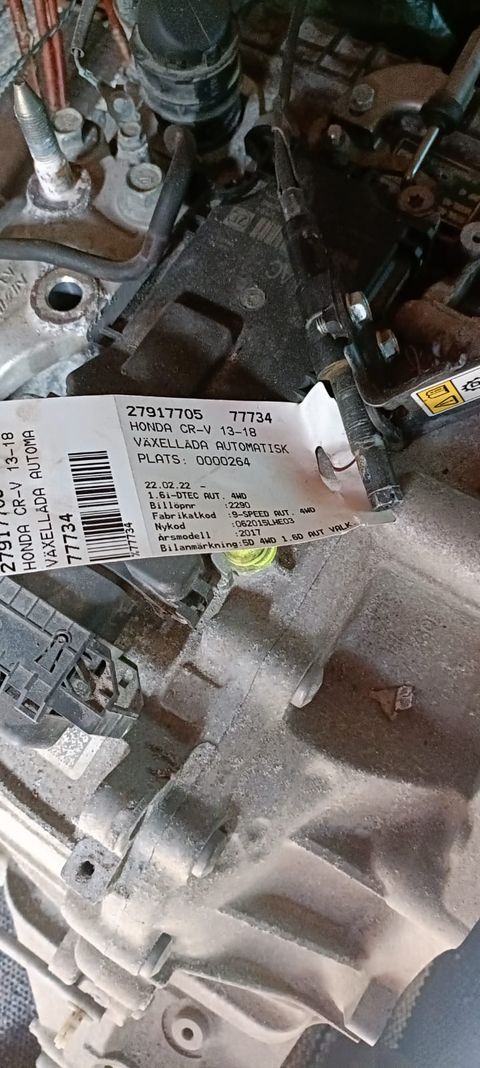 27917705 77734
HONDA CR-V 13-18
VÄXELLÅDA AUTOMATISK
PLATS: 0000264
22.02.22 -
1.6i-DTEC AUT. 4WD
Billöpnr :2290
Fabrikatkod :9-SPEED AUT. 4WD
Nykod :062015LHE03
Årsmodell :2017
Bilanmärkning:5D 4WD 1.6D AUT VALK
HONDA CR-V 13-18
VÄXELLÅDA AUTOMA
77734
*77734